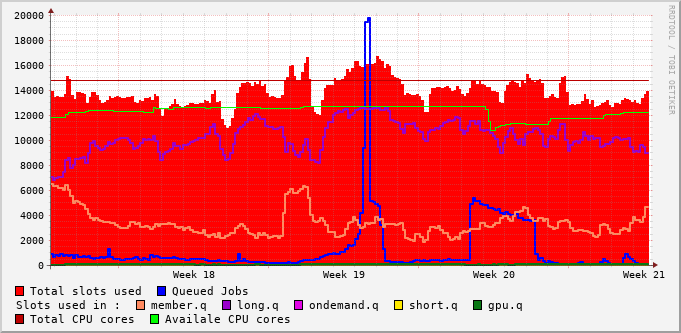 20000
18000
16000
14000
12000
10000
8000
6000
4000
2000
0
Week 18 Week 19 Week 20 Week 21
Total slots used Queued Jobs
Slots used in : member.q long.q ondemand.q short.q gpu.q
Total CPU cores Availale CPU cores
RRDTOOL / TOBI OETIKER